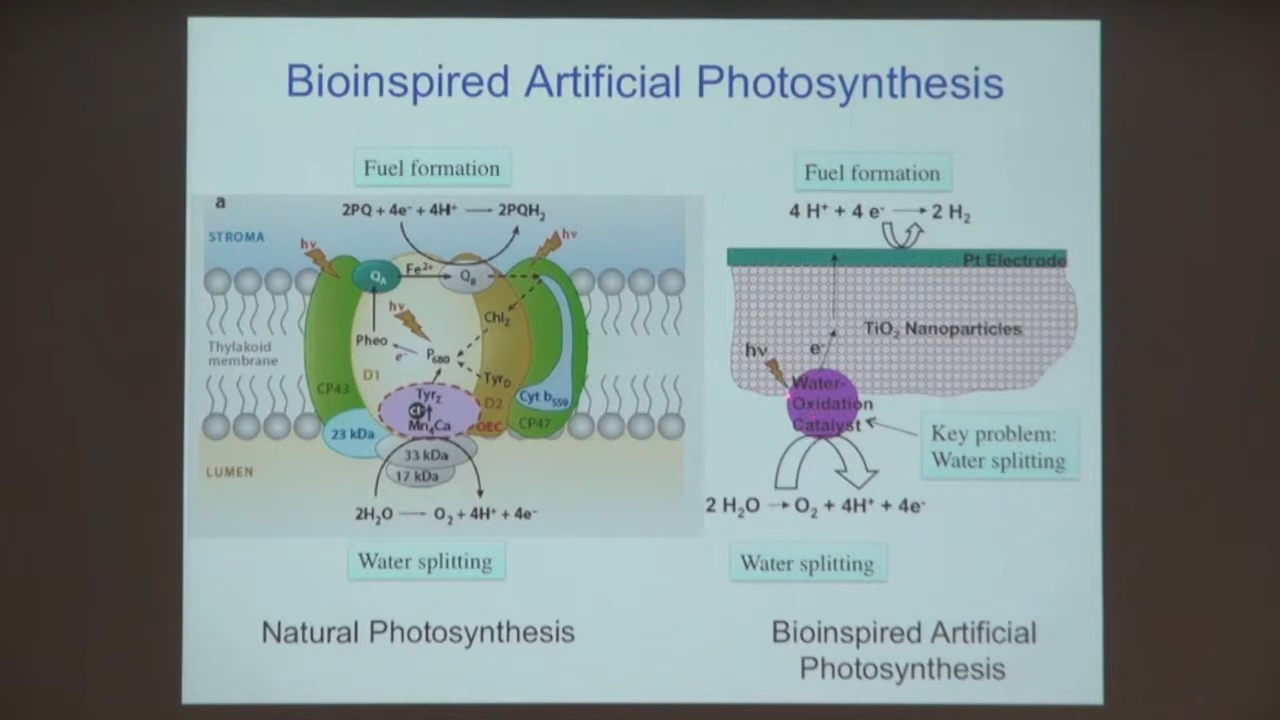 Bioinspired Artificial Photosynthesis
Fuel formation
a
2PQ + 4e⁻ + 4H⁺ — 2PQH₂
STROMA
hν
hν
Q_A
Fe²⁺
Q_B
hν
Chl_Z
Thylakoid
membrane
Pheo
e⁻
P₆₈₀
D1
Tyr_D
CP43
Tyr_Z
D2
Cyt b₅₅₉
Mn₄Ca
OEC
CP47
23 kDa
33 kDa
LUMEN
17 kDa
2H₂O — O₂ + 4H⁺ + 4e⁻
Water splitting
Natural Photosynthesis
Fuel formation
4 H⁺ + 4 e⁻ → 2 H₂
Pt Electrode
TiO₂ Nanoparticles
hν
e⁻
Water-
Oxidation
Catalyst
Key problem:
Water splitting
2 H₂O → O₂ + 4H⁺ + 4e⁻
Water splitting
Bioinspired Artificial
Photosynthesis